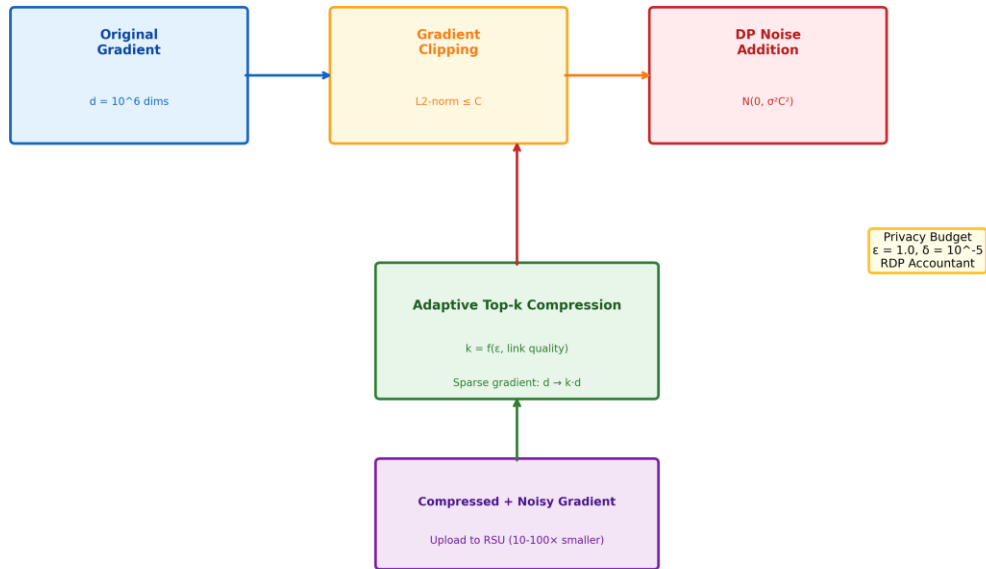 Original
Gradient
d = 10^6 dims
Gradient
Clipping
L2-norm ≤ C
DP Noise
Addition
N(0, σ²C²)
Privacy Budget
ε = 1.0, δ = 10^-5
RDP Accountant
Adaptive Top-k Compression
k = f(ε, link quality)
Sparse gradient: d → k·d
Compressed + Noisy Gradient
Upload to RSU (10-100× smaller)